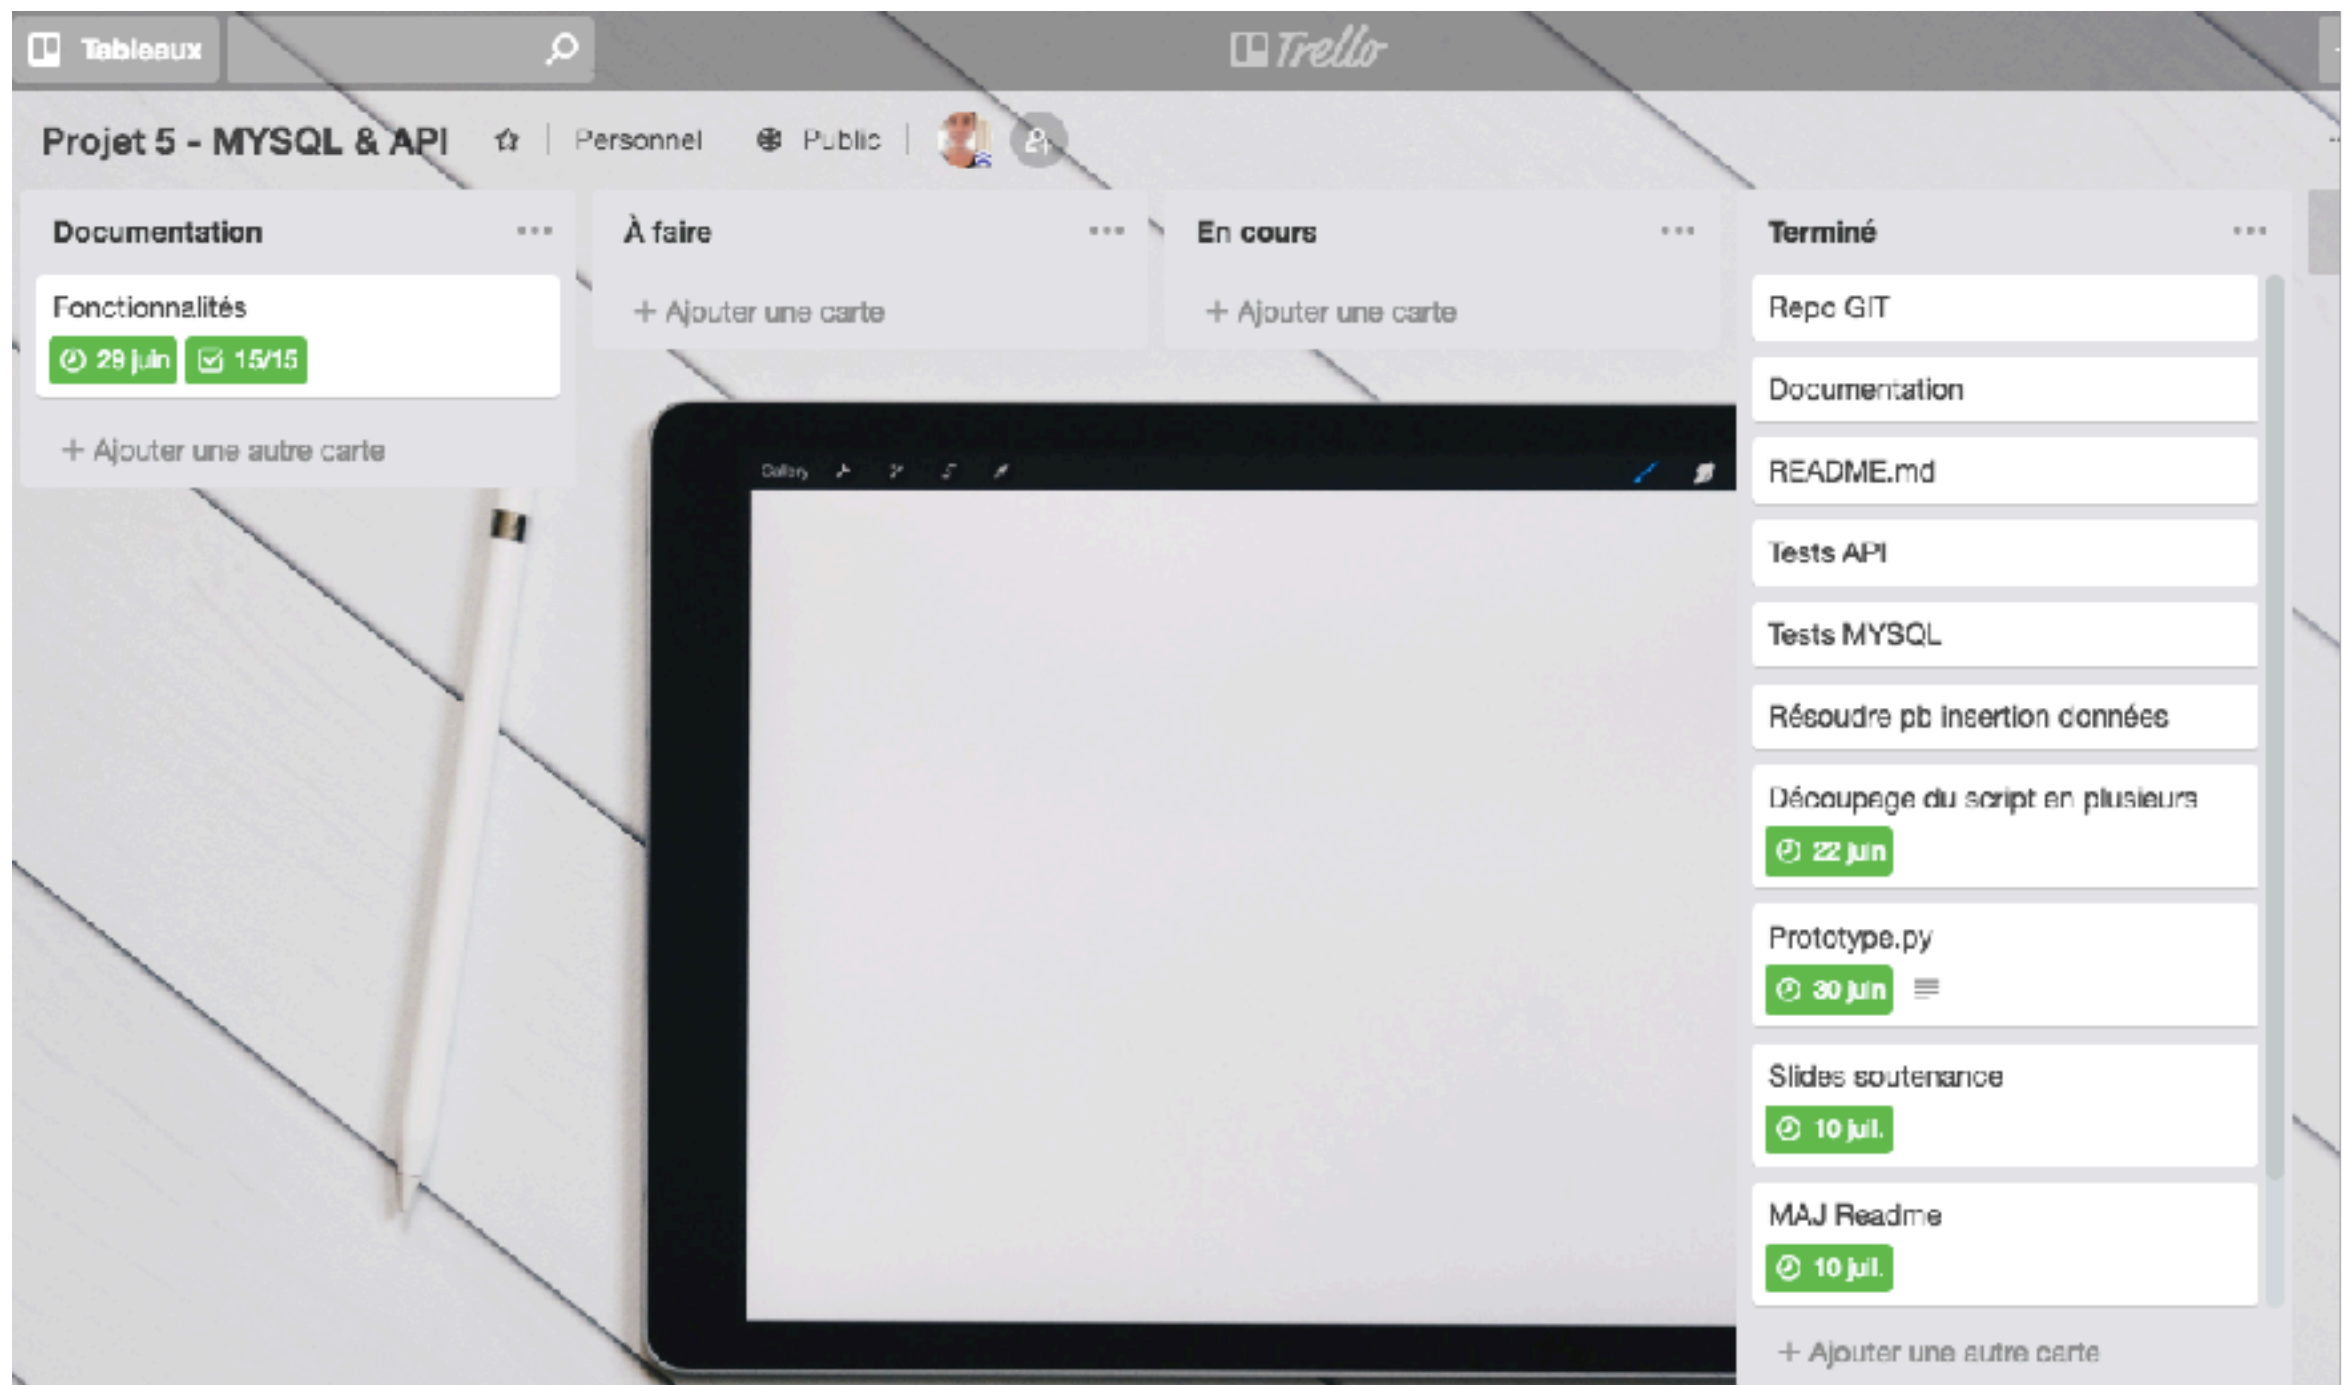 Tableaux
Trello
Projet 5 - MYSQL & API
Personnel
Public
Documentation
Fonctionnalités
29 juin
15/15
+ Ajouter une autre carte
À faire
+ Ajouter une carte
En cours
+ Ajouter une carte
Gallery
Terminé
Repo GIT
Documentation
README.md
Tests API
Tests MYSQL
Résoudre pb insertion données
Découpage du script en plusieurs
22 juin
Prototype.py
30 juin
Slides soutenance
10 juil.
MAJ Readme
10 juil.
+ Ajouter une autre carte